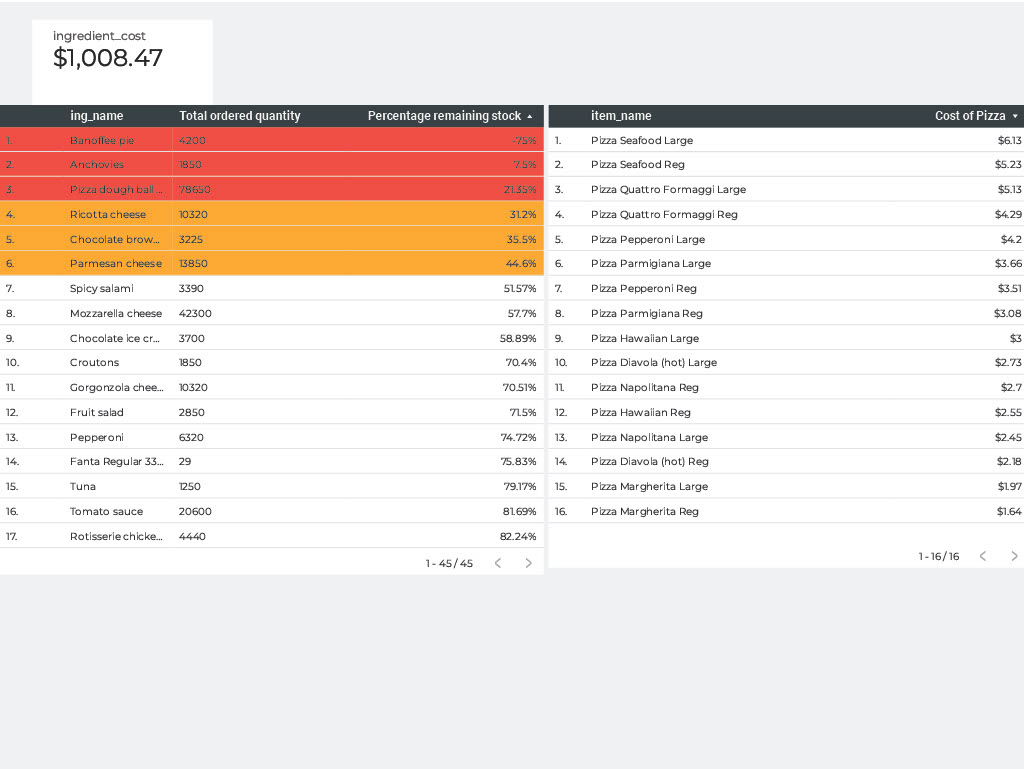 ingredient_cost
$1,008.47
ing_name Total ordered quantity Percentage remaining stock
1. Banoffee pie 4200 -75%
2. Anchovies 1850 7.5%
3. Pizza dough ball ... 78650 21.35%
4. Ricotta cheese 10320 31.2%
5. Chocolate brow... 3225 35.5%
6. Parmesan cheese 13850 44.6%
7. Spicy salami 3390 51.57%
8. Mozzarella cheese 42300 57.7%
9. Chocolate ice cr... 3700 58.89%
10. Croutons 1850 70.4%
11. Gorgonzola chee... 10320 70.51%
12. Fruit salad 2850 71.5%
13. Pepperoni 6320 74.72%
14. Fanta Regular 33... 29 75.83%
15. Tuna 1250 79.17%
16. Tomato sauce 20600 81.69%
17. Rotisserie chicke... 4440 82.24%
1 - 45 / 45
item_name Cost of Pizza
1. Pizza Seafood Large $6.13
2. Pizza Seafood Reg $5.23
3. Pizza Quattro Formaggi Large $5.13
4. Pizza Quattro Formaggi Reg $4.29
5. Pizza Pepperoni Large $4.2
6. Pizza Parmigiana Large $3.66
7. Pizza Pepperoni Reg $3.51
8. Pizza Parmigiana Reg $3.08
9. Pizza Hawaiian Large $3
10. Pizza Diavola (hot) Large $2.73
11. Pizza Napolitana Reg $2.7
12. Pizza Hawaiian Reg $2.55
13. Pizza Napolitana Large $2.45
14. Pizza Diavola (hot) Reg $2.18
15. Pizza Margherita Large $1.97
16. Pizza Margherita Reg $1.64
1 - 16 / 16